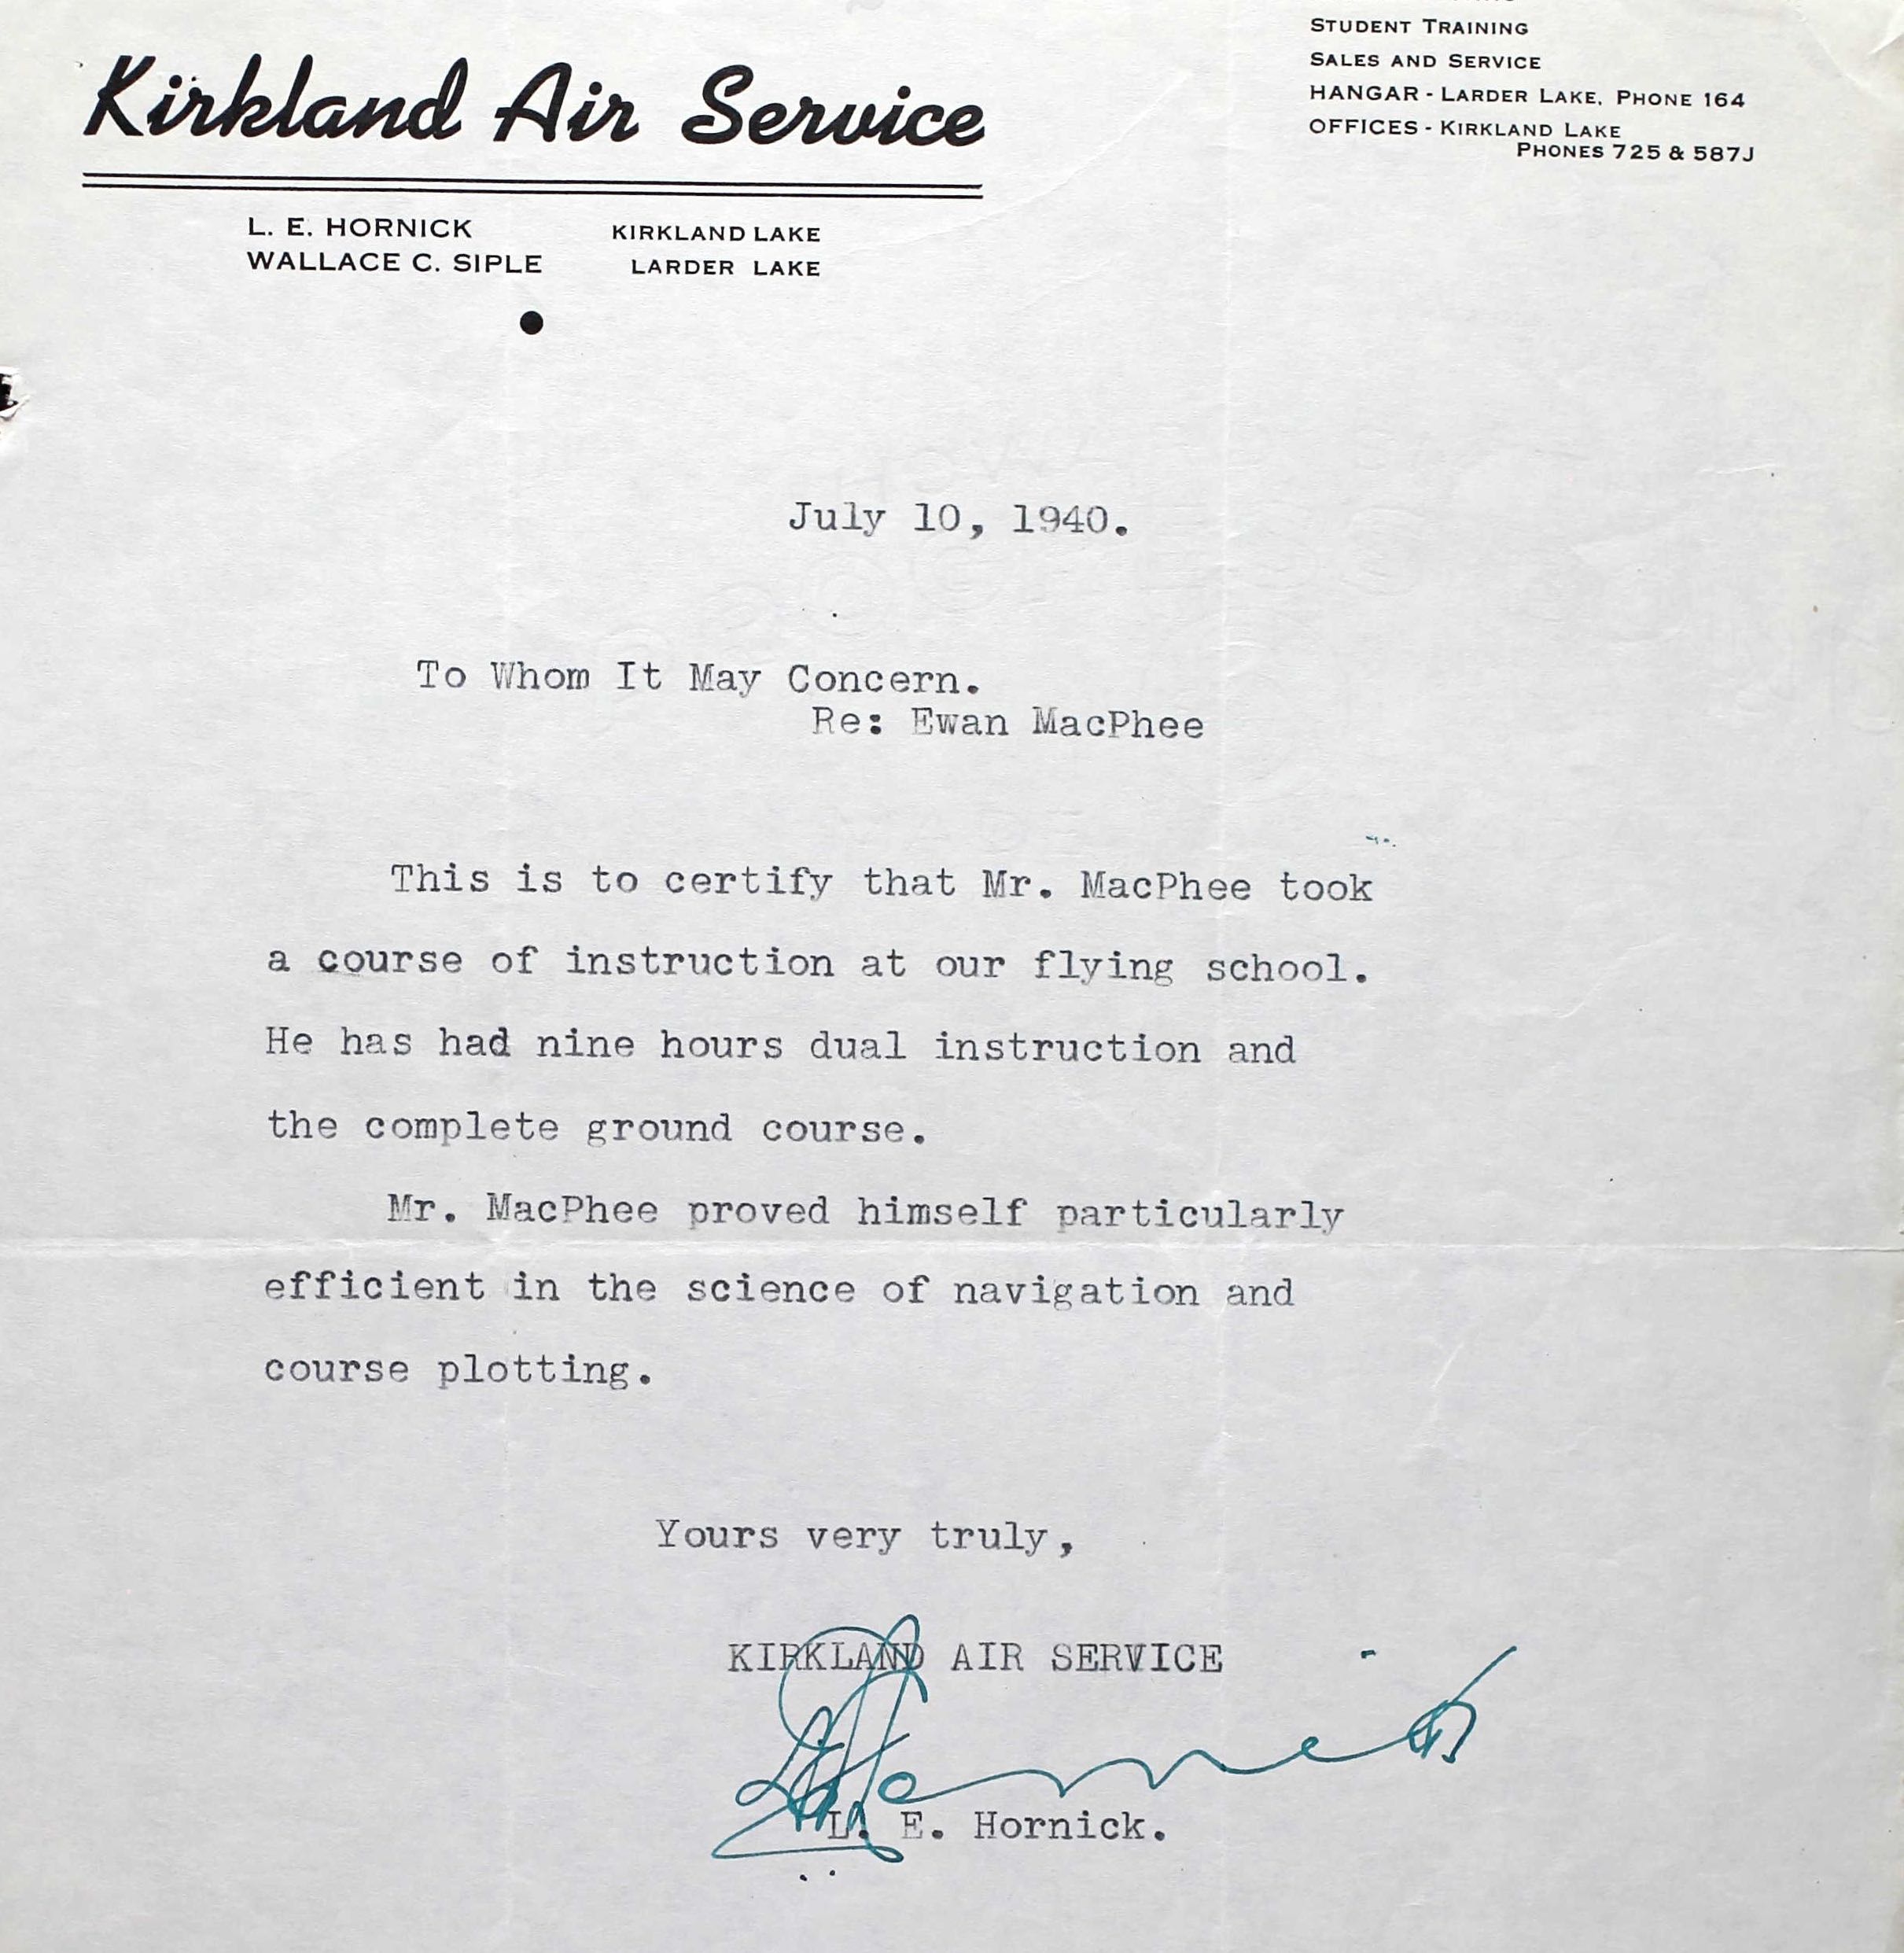 STUDENT TRAINING
SALES AND SERVICE
HANGAR - LARDER LAKE, PHONE 164
OFFICES - KIRKLAND LAKE
PHONES 725 & 587J
Kirkland Air Service
L. E. HORNICK KIRKLAND LAKE
WALLACE C. SIPLE LARDER LAKE
July 10, 1940.
To Whom It May Concern.
Re: Ewan MacPhee
This is to certify that Mr. MacPhee took
a course of instruction at our flying school.
He has had nine hours dual instruction and
the complete ground course.
Mr. MacPhee proved himself particularly
efficient in the science of navigation and
course plotting.
Yours very truly,
KIRKLAND AIR SERVICE
L E Hornick
L. E. Hornick.